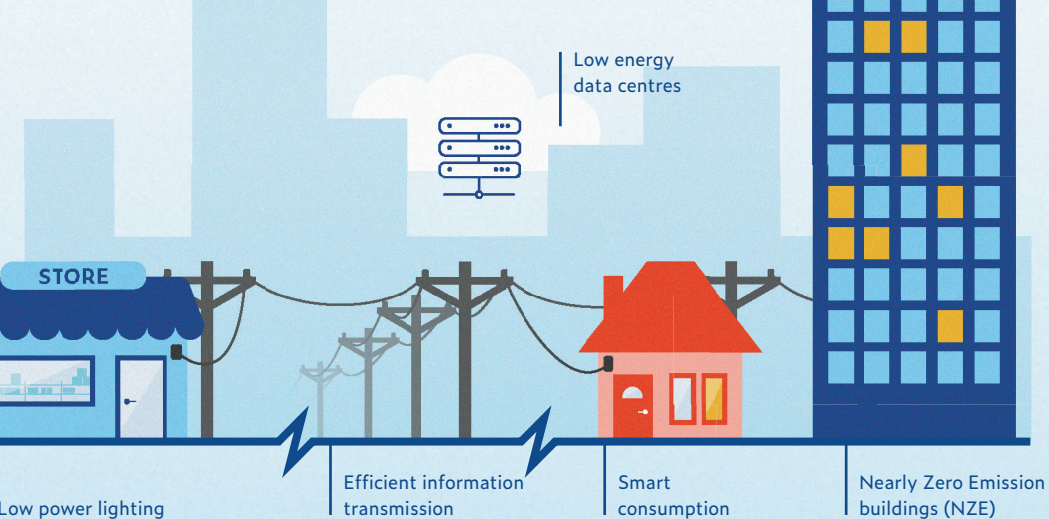 Low energy
data centres
STORE
Low power lighting
Efficient information
transmission
Smart
consumption
Nearly Zero Emission
buildings (NZE)